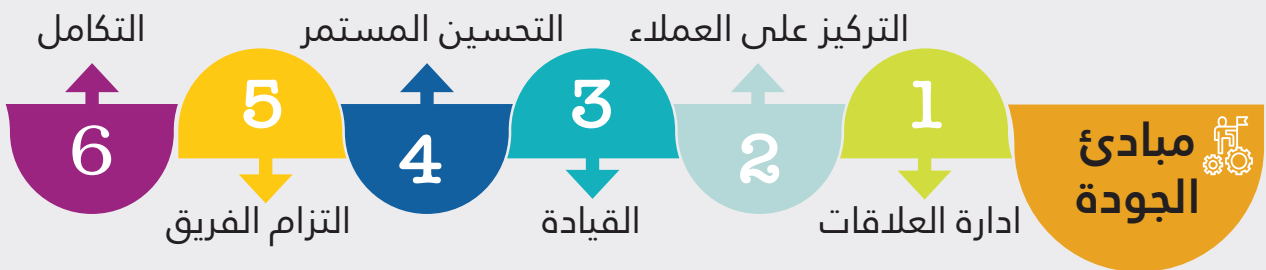 مبادئ
الجودة
1
ادارة العلاقات
2
التركيز على العملاء
3
القيادة
4
التحسين المستمر
5
التزام الفريق
6
التكامل